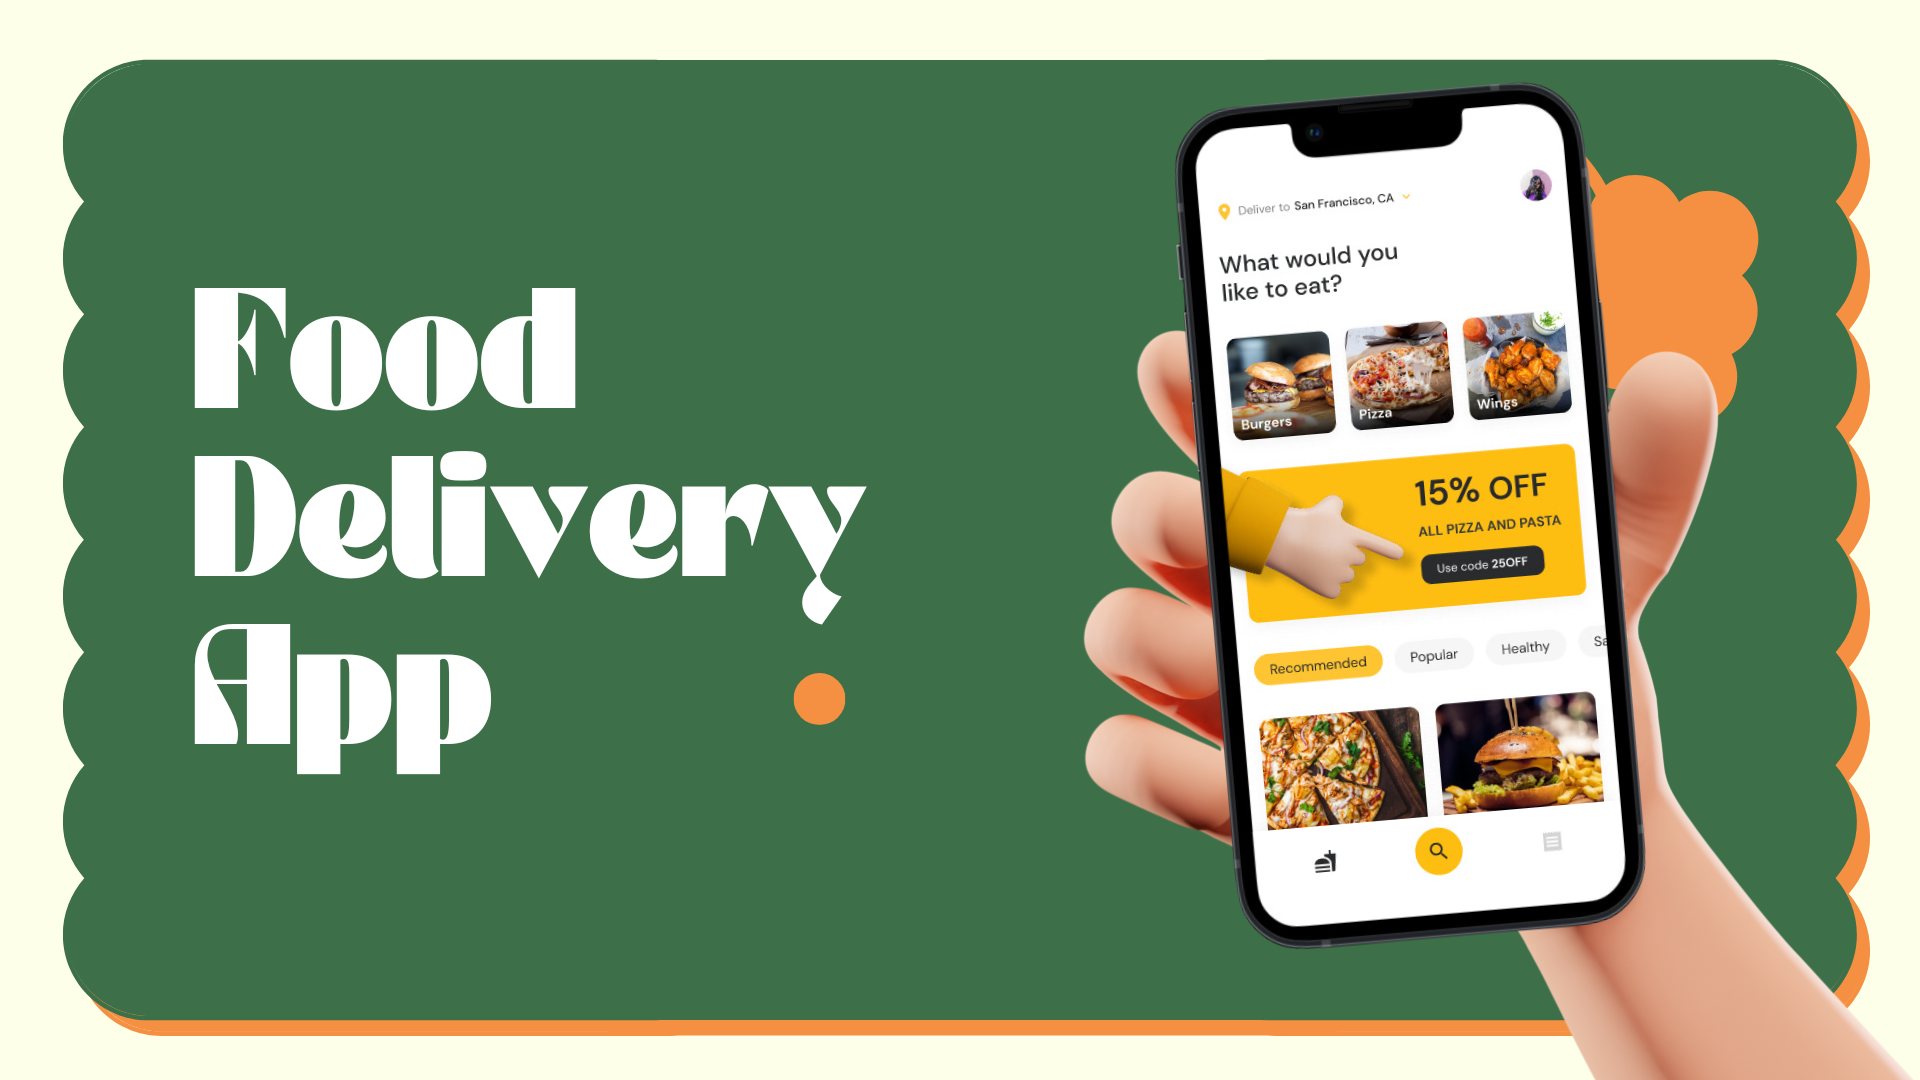 Food
Delivery
App
Deliver to San Francisco, CA
What would you
like to eat?
Burgers
Pizza
Wings
15% OFF
ALL PIZZA AND PASTA
Use code 25OFF
Recommended
Popular
Healthy
Sa